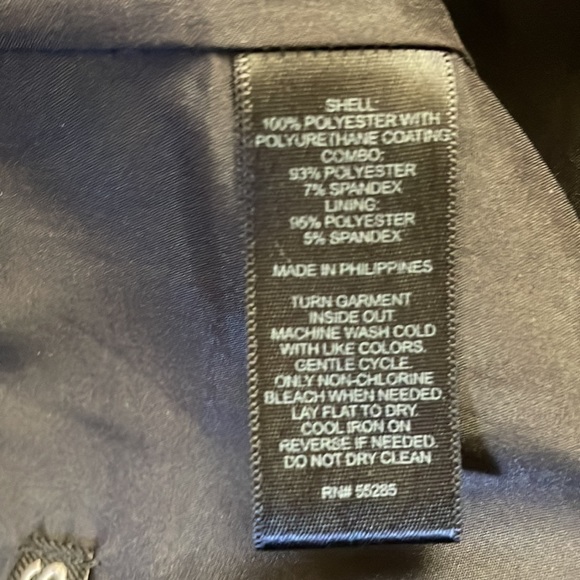 SHELL:
100% POLYESTER WITH
POLYURETHANE COATING
COMBO:
93% POLYESTER
7% SPANDEX
LINING:
95% POLYESTER
5% SPANDEX
MADE IN PHILIPPINES
TURN GARMENT
INSIDE OUT
MACHINE WASH COLD
WITH LIKE COLORS.
GENTLE CYCLE.
ONLY NON-CHLORINE
BLEACH WHEN NEEDED
LAY FLAT TO DRY.
COOL IRON ON
REVERSE IF NEEDED.
DO NOT DRY CLEAN
RN# 55285